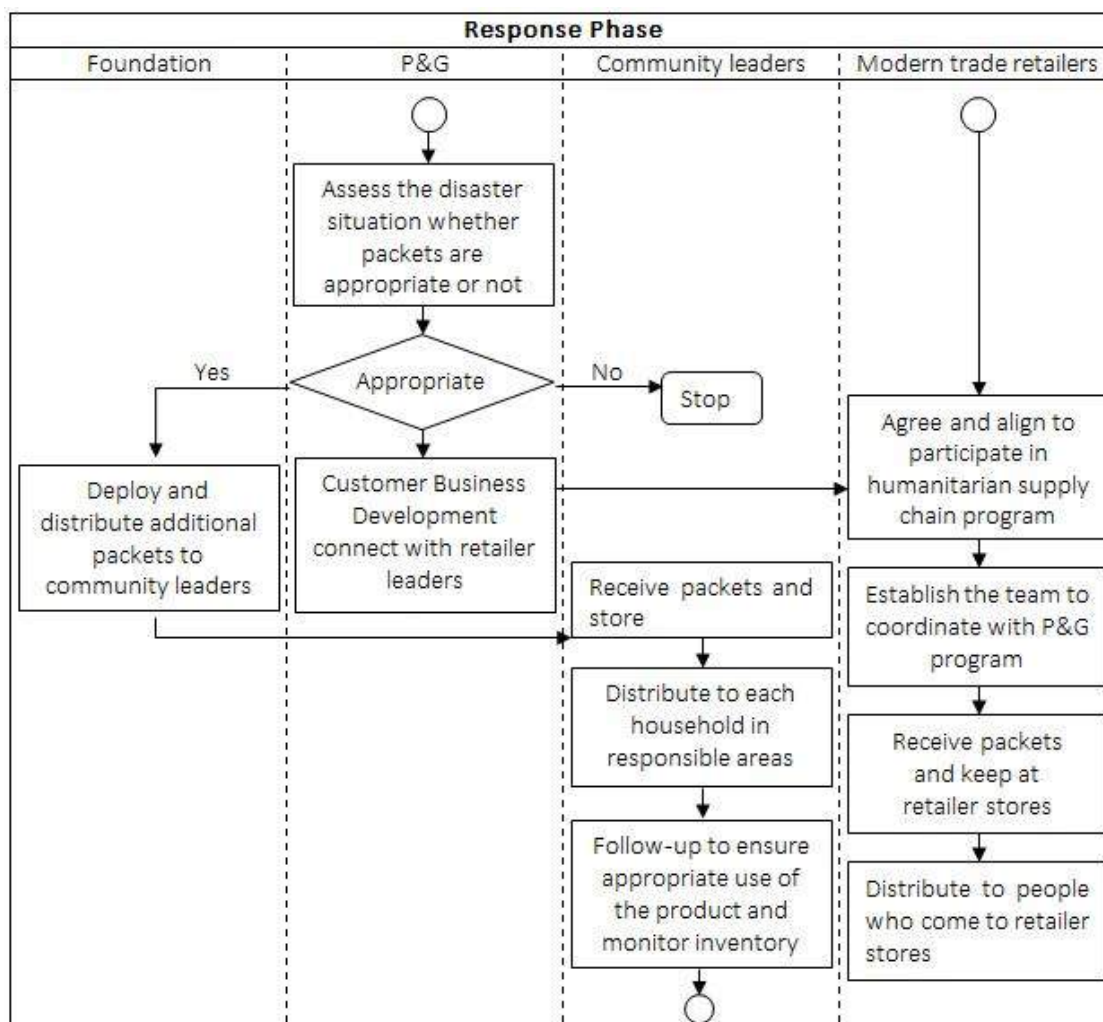 Response Phase
Foundation
P&G
Community leaders
Modern trade retailers
Assess the disaster
situation whether
packets are
appropriate or not
Yes
Appropriate
No
Stop
Agree and align to
participate in
humanitarian supply
chain program
Deploy and
distribute additional
packets to
community leaders
Customer Business
Development
connect with retailer
leaders
Receive packets and
store
Establish the team to
coordinate with P&G
program
Distribute to each
household in
responsible areas
Receive packets
and keep at
retailer stores
Follow-up to ensure
appropriate use of
the product and
monitor inventory
Distribute to people
who come to retailer
stores